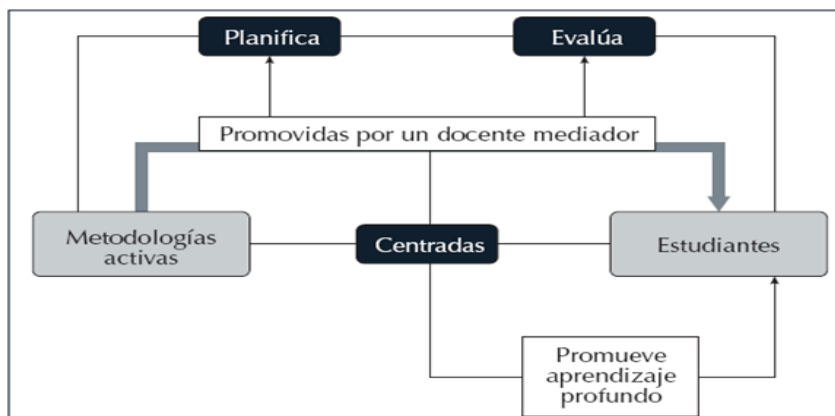 Planifica
Evalúa
Promovidas por un docente mediador
Metodologías
activas
Centradas
Estudiantes
Promueve
aprendizaje
profundo